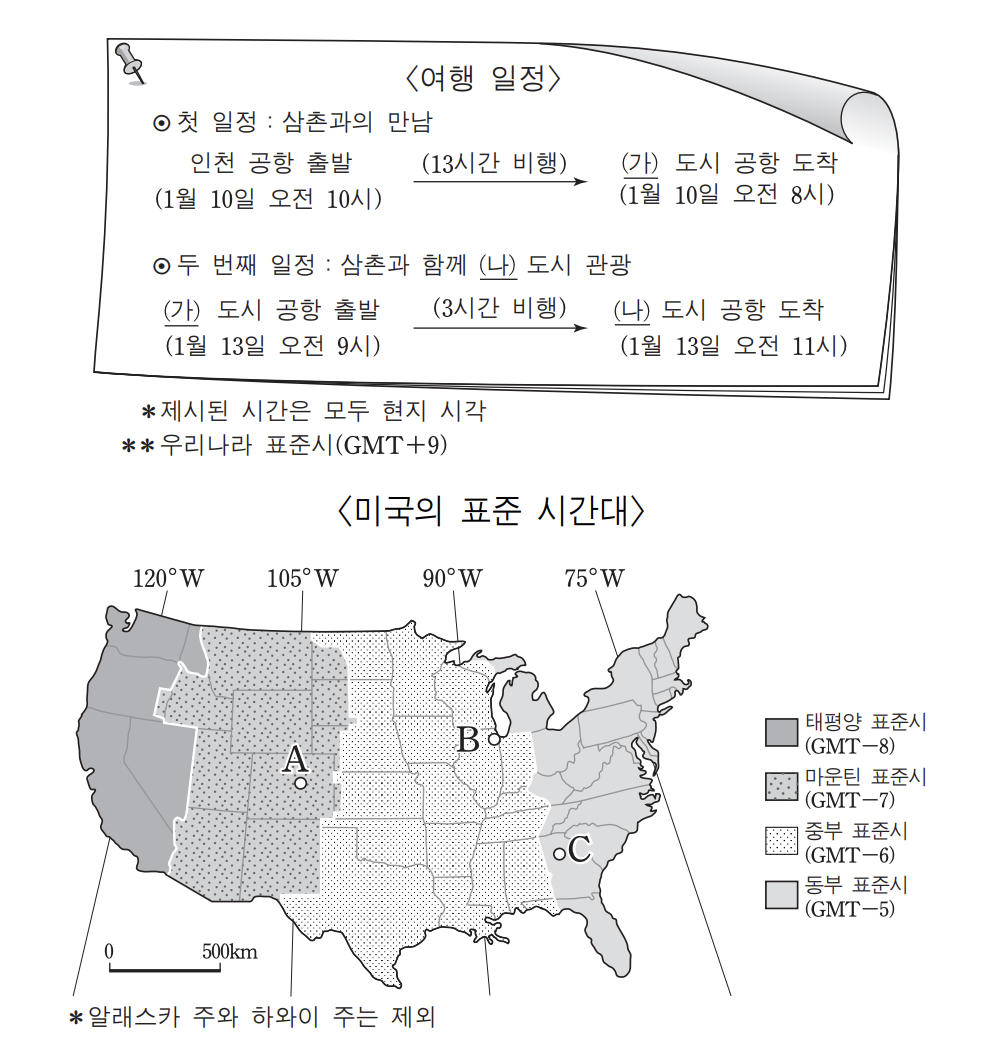 〈여행 일정〉
⊙ 첫 일정 : 삼촌과의 만남
인천 공항 출발 (13시간 비행) (가) 도시 공항 도착
(1월 10일 오전 10시) (1월 10일 오전 8시)
⊙ 두 번째 일정 : 삼촌과 함께 (나) 도시 관광
(가) 도시 공항 출발 (3시간 비행) (나) 도시 공항 도착
(1월 13일 오전 9시) (1월 13일 오전 11시)
*제시된 시간은 모두 현지 시각
**우리나라 표준시(GMT+9)
〈미국의 표준 시간대〉
120°W 105°W 90°W 75°W
A
B
C
태평양 표준시
(GMT-8)
마운틴 표준시
(GMT-7)
중부 표준시
(GMT-6)
동부 표준시
(GMT-5)
0 500km
*알래스카 주와 하와이 주는 제외